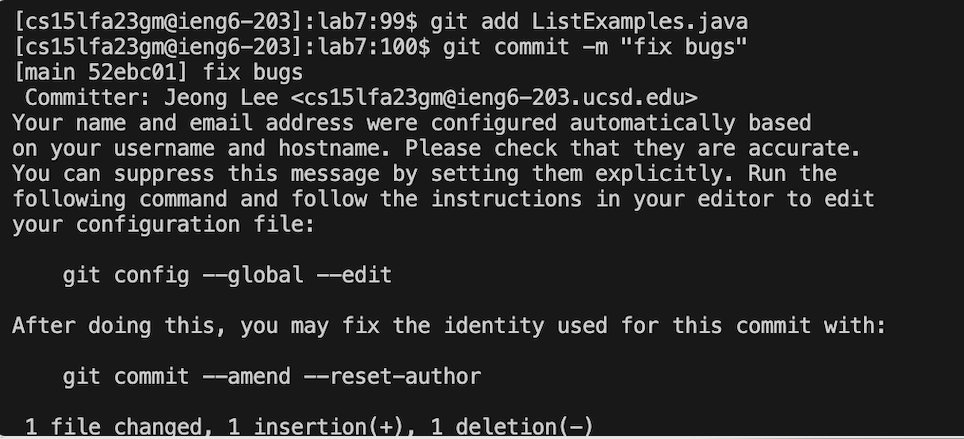 [cs15lfa23gm@ieng6-203]:lab7:99$ git add ListExamples.java
[cs15lfa23gm@ieng6-203]:lab7:100$ git commit -m "fix bugs"
[main 52ebc01] fix bugs
 Committer: Jeong Lee <cs15lfa23gm@ieng6-203.ucsd.edu>
Your name and email address were configured automatically based
on your username and hostname. Please check that they are accurate.
You can suppress this message by setting them explicitly. Run the
following command and follow the instructions in your editor to edit
your configuration file:
    git config --global --edit
After doing this, you may fix the identity used for this commit with:
    git commit --amend --reset-author
 1 file changed, 1 insertion(+), 1 deletion(-)